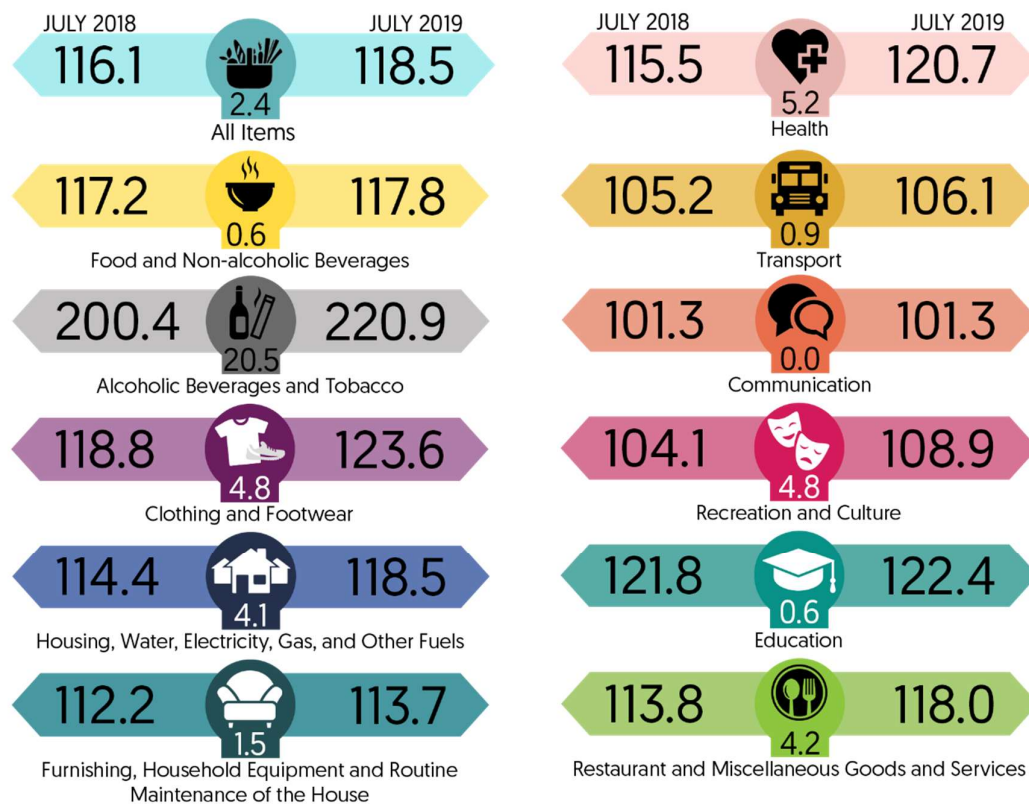 JULY 2018 JULY 2019
116.1 118.5
2.4
All Items
117.2 117.8
0.6
Food and Non-alcoholic Beverages
200.4 220.9
20.5
Alcoholic Beverages and Tobacco
118.8 123.6
4.8
Clothing and Footwear
114.4 118.5
4.1
Housing, Water, Electricity, Gas, and Other Fuels
112.2 113.7
1.5
Furnishing, Household Equipment and Routine
Maintenance of the House
JULY 2018 JULY 2019
115.5 120.7
5.2
Health
105.2 106.1
0.9
Transport
101.3 101.3
0.0
Communication
104.1 108.9
4.8
Recreation and Culture
121.8 122.4
0.6
Education
113.8 118.0
4.2
Restaurant and Miscellaneous Goods and Services